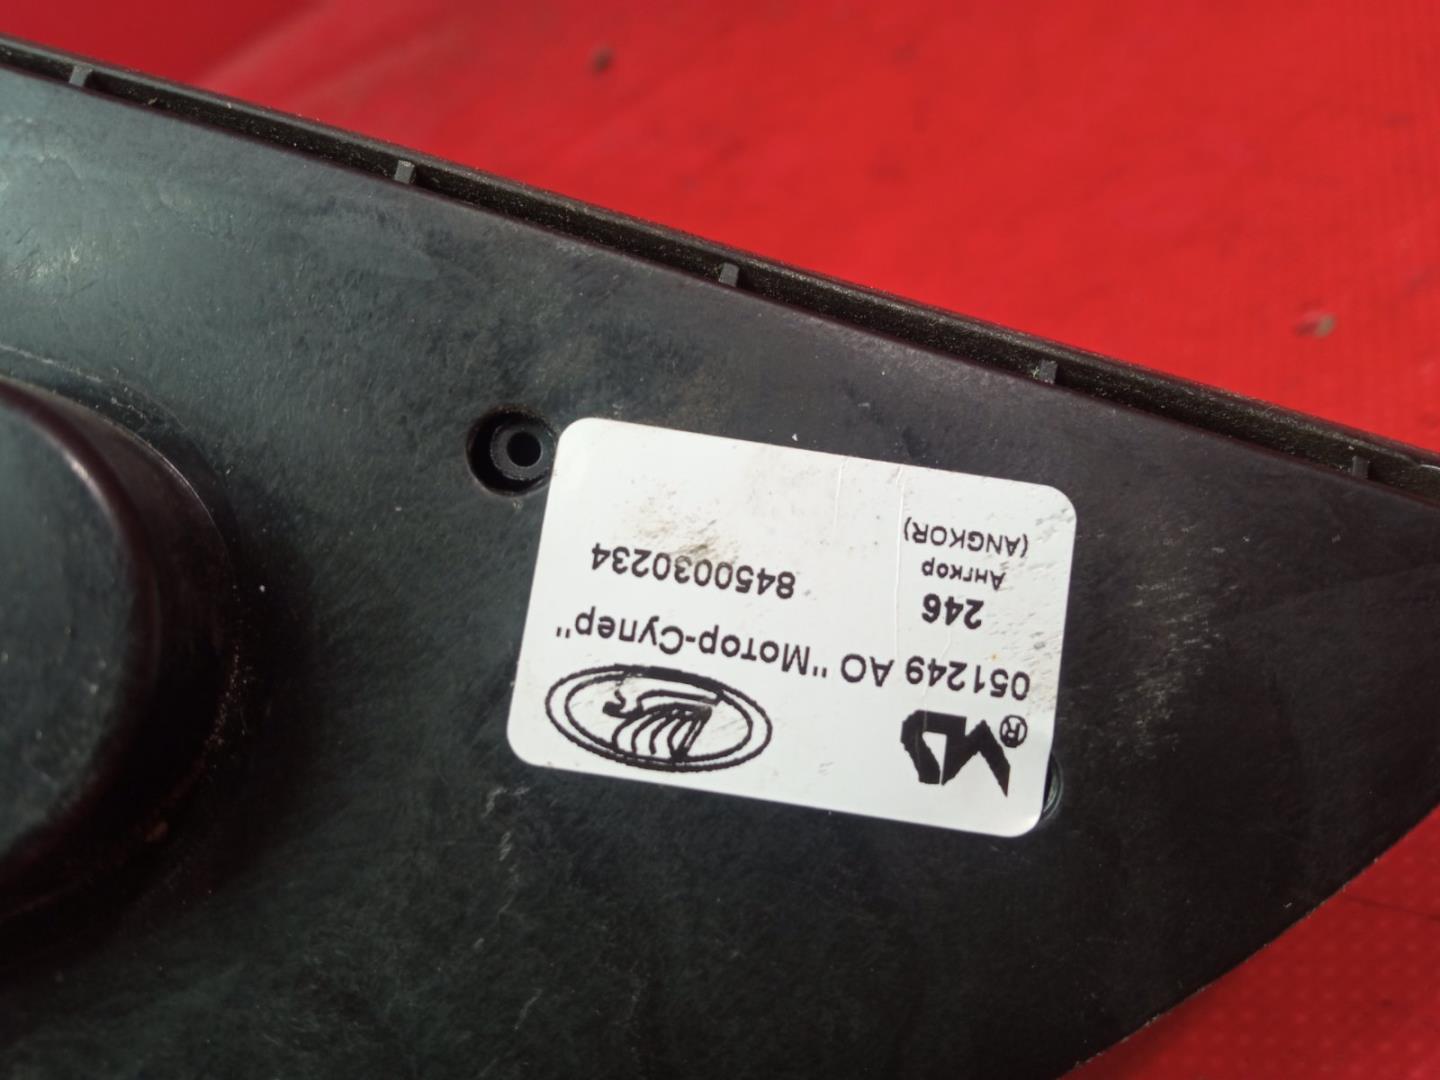 ®
051249 АО "Мотор-Супер"
246
Ангкор
(ANGKOR)
8450030234